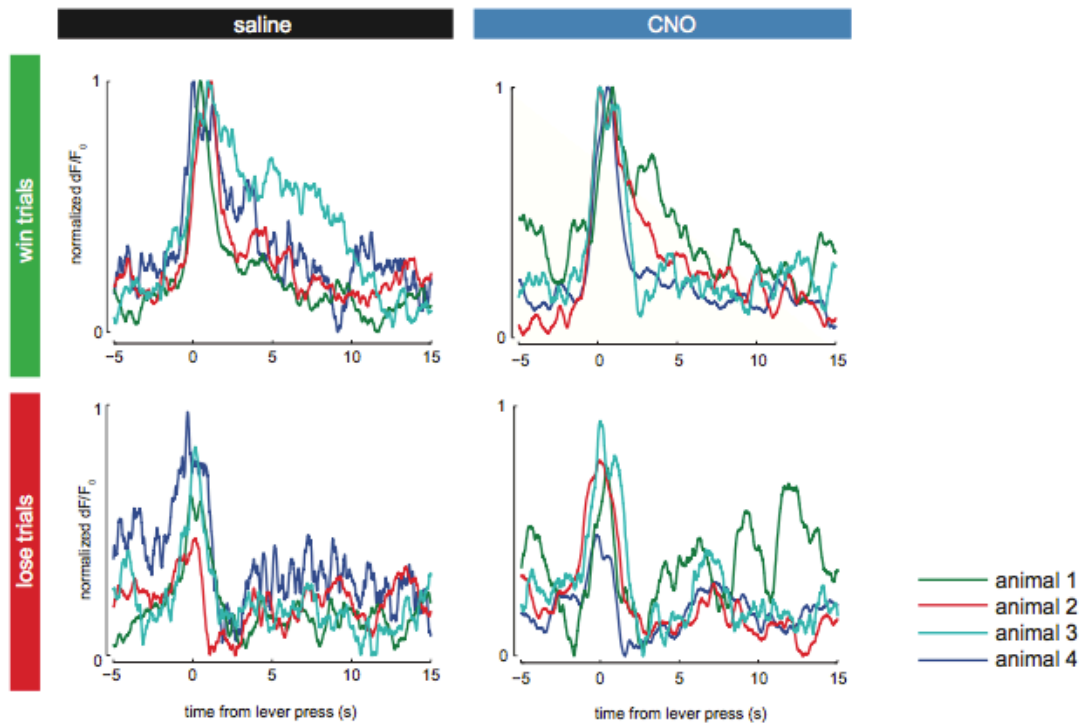 saline
CNO
win trials
normalized dF/F0
1
0
−5
0
5
10
15
1
0
−5
0
5
10
15
lose trials
normalized dF/F0
1
0
−5
0
5
10
15
time from lever press (s)
1
0
−5
0
5
10
15
time from lever press (s)
animal 1
animal 2
animal 3
animal 4